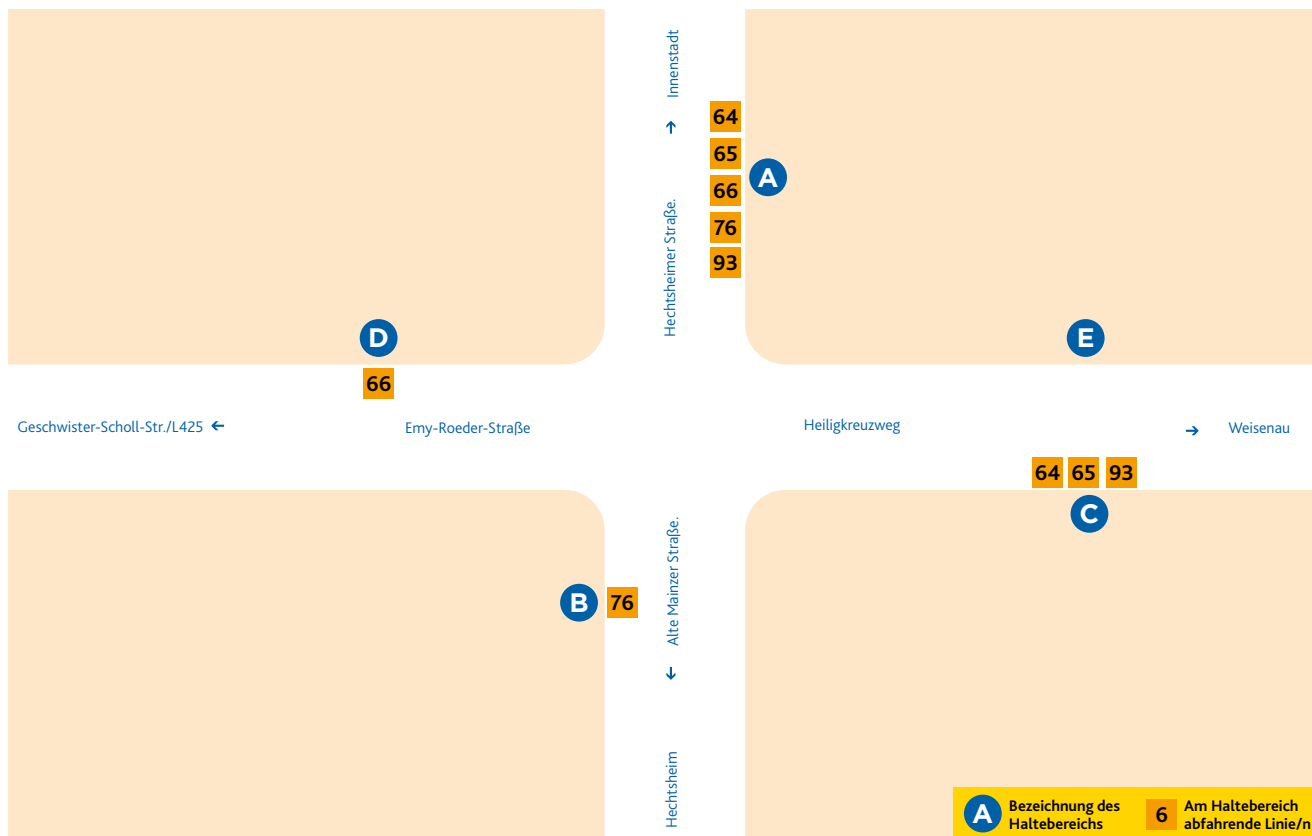 Innenstadt
→
Hechtsheimer Straße.
64
65
66
76
93
A
D
66
E
Geschwister-Scholl-Str./L425 ←
Emy-Roeder-Straße
Heiligkreuzweg
→ Weisenau
64 65 93
C
B 76
Alte Mainzer Straße.
←
Hechtsheim
A Bezeichnung des
Haltebereichs
6 Am Haltebereich
abfahrende Linie/n